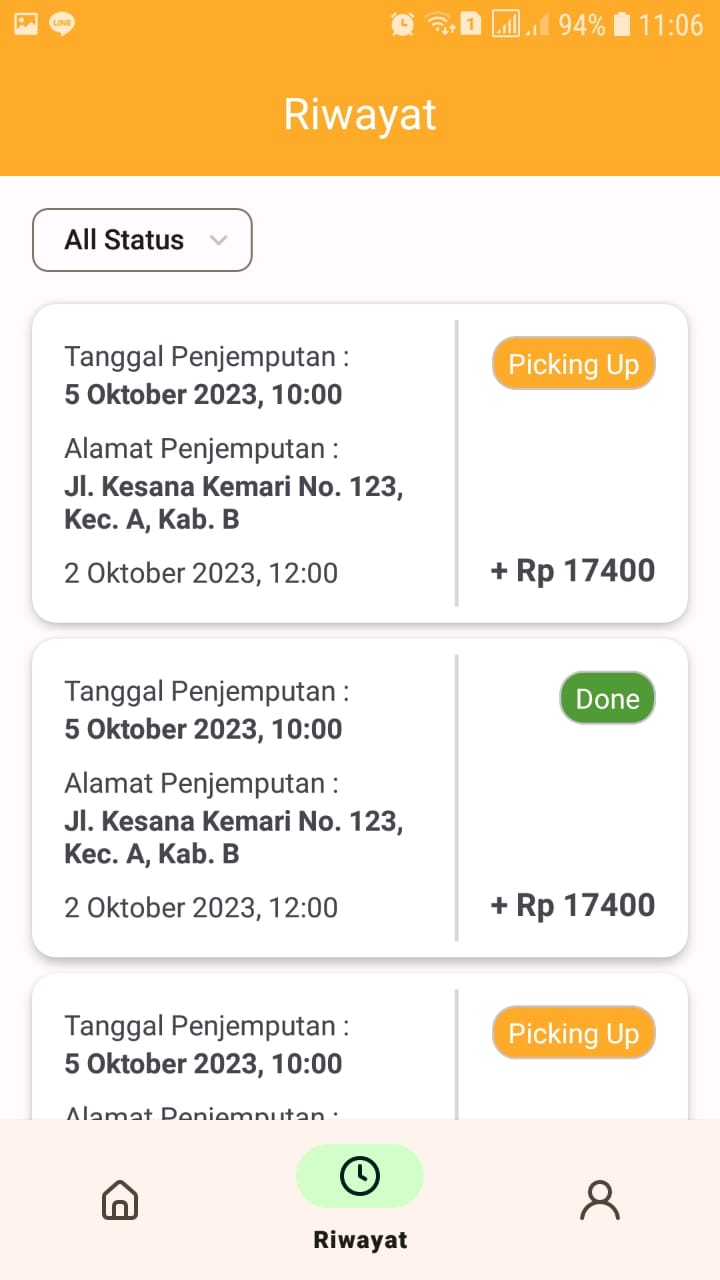 LINE
1
94%
11:06
Riwayat
All Status
Tanggal Penjemputan :
5 Oktober 2023, 10:00
Picking Up
Alamat Penjemputan :
Jl. Kesana Kemari No. 123,
Kec. A, Kab. B
2 Oktober 2023, 12:00
+ Rp 17400
Tanggal Penjemputan :
5 Oktober 2023, 10:00
Done
Alamat Penjemputan :
Jl. Kesana Kemari No. 123,
Kec. A, Kab. B
2 Oktober 2023, 12:00
+ Rp 17400
Tanggal Penjemputan :
5 Oktober 2023, 10:00
Picking Up
Alamat Penjemputan :
Riwayat